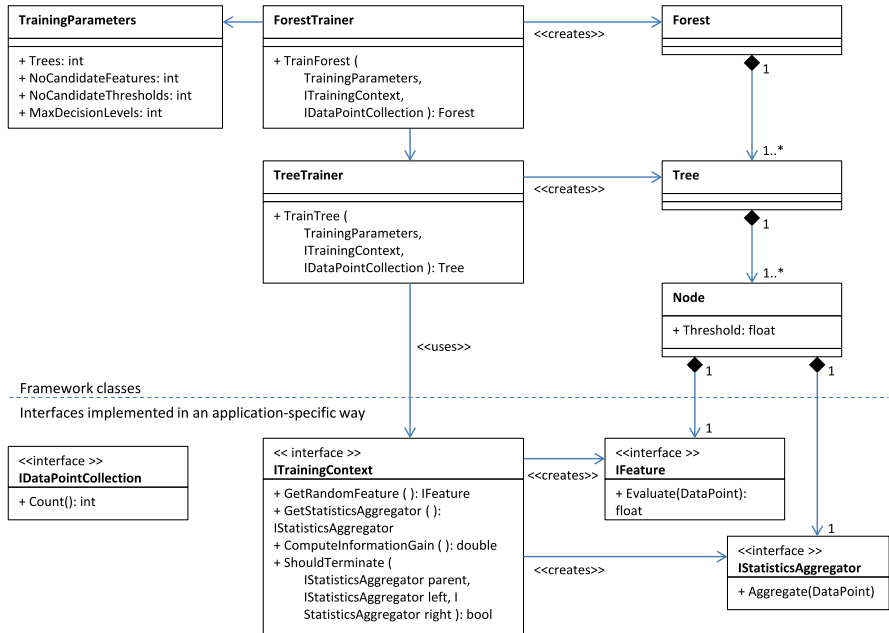 TrainingParameters
+ Trees: int
+ NoCandidateFeatures: int
+ NoCandidateThresholds: int
+ MaxDecisionLevels: int
ForestTrainer
+ TrainForest (
TrainingParameters,
ITrainingContext,
IDataPointCollection ): Forest
<<creates>>
Forest
1
1..*
TreeTrainer
+ TrainTree (
TrainingParameters,
ITrainingContext,
IDataPointCollection ): Tree
<<creates>>
Tree
1
1..*
Node
+ Threshold: float
<<uses>>
1
1
Framework classes
Interfaces implemented in an application-specific way
<<interface >>
IDataPointCollection
+ Count(): int
<< interface >>
ITrainingContext
+ GetRandomFeature ( ): IFeature
+ GetStatisticsAggregator ( ):
IStatisticsAggregator
+ ComputeInformationGain ( ): double
+ ShouldTerminate (
IStatisticsAggregator parent,
IStatisticsAggregator left, I
StatisticsAggregator right ): bool
<<creates>>
1
<<interface >>
IFeature
+ Evaluate(DataPoint):
float
<<creates>>
1
<<interface >>
IStatisticsAggregator
+ Aggregate(DataPoint)